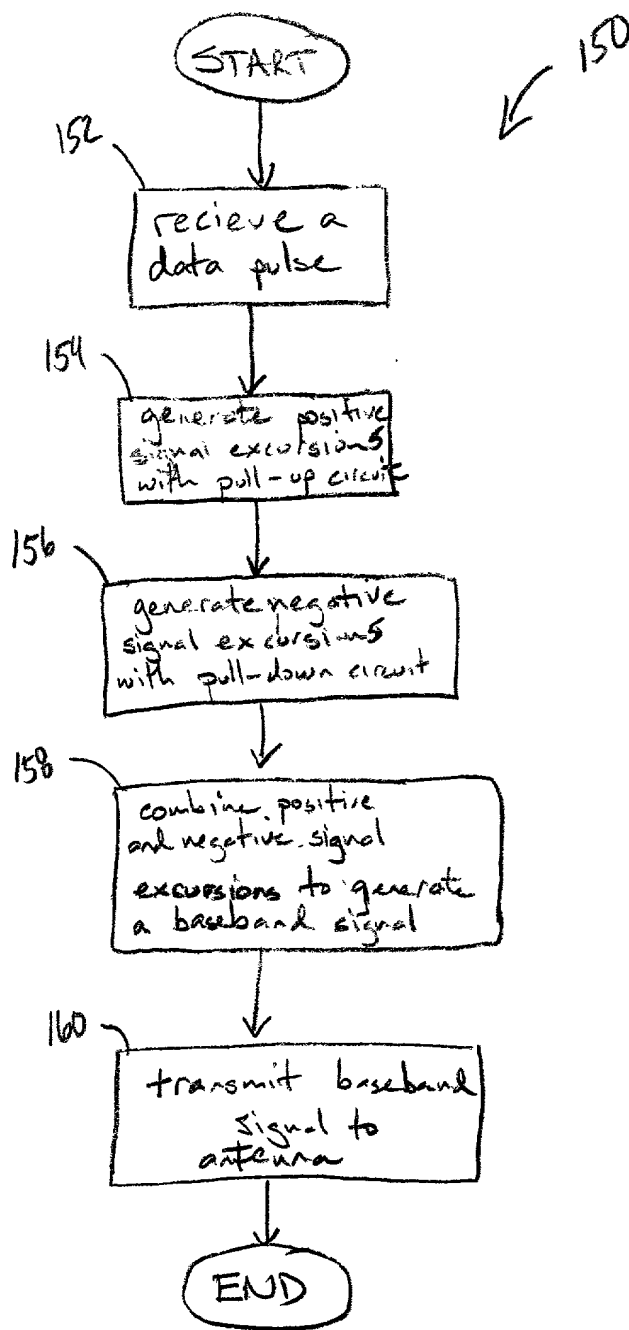 START
150
152
recieve a
data pulse
154
generate positive
signal excursions
with pull-up circuit
156
generate negative
signal excursions
with pull-down circuit
158
combine positive
and negative signal
excursions to generate
a baseband signal
160
transmit baseband
signal to
antenna
END